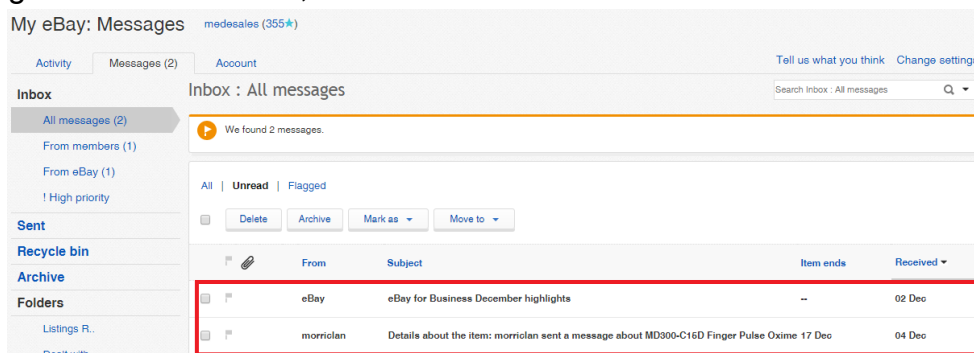 My eBay: Messages medesales (355★)
Activity Messages (2) Account
Tell us what you think Change settings
Inbox
Inbox : All messages
Search Inbox : All messages
All messages (2)
We found 2 messages.
From members (1)
From eBay (1)
! High priority
All | Unread | Flagged
Sent
Delete Archive Mark as Move to
Recycle bin
From Subject Item ends Received
Archive
Folders
eBay eBay for Business December highlights -- 02 Dec
Listings R..
morriclan Details about the item: morriclan sent a message about MD300-C15D Finger Pulse Oxime 17 Dec 04 Dec